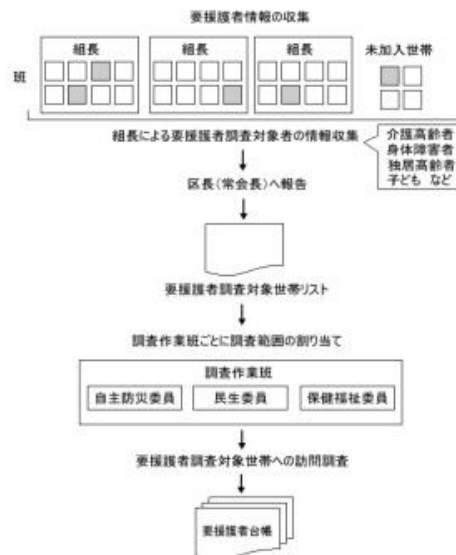 要援護者情報の収集
組長
組長
組長
未加入世帯
班
組長による要援護者調査対象者の情報収集
介護高齢者
身体障害者
独居高齢者
子ども など
区長(常会長)へ報告
要援護者調査対象世帯リスト
調査作業班ごとに調査範囲の割り当て
調査作業班
自主防災委員
民生委員
保健福祉委員
要援護者調査対象世帯への訪問調査
要援護者台帳